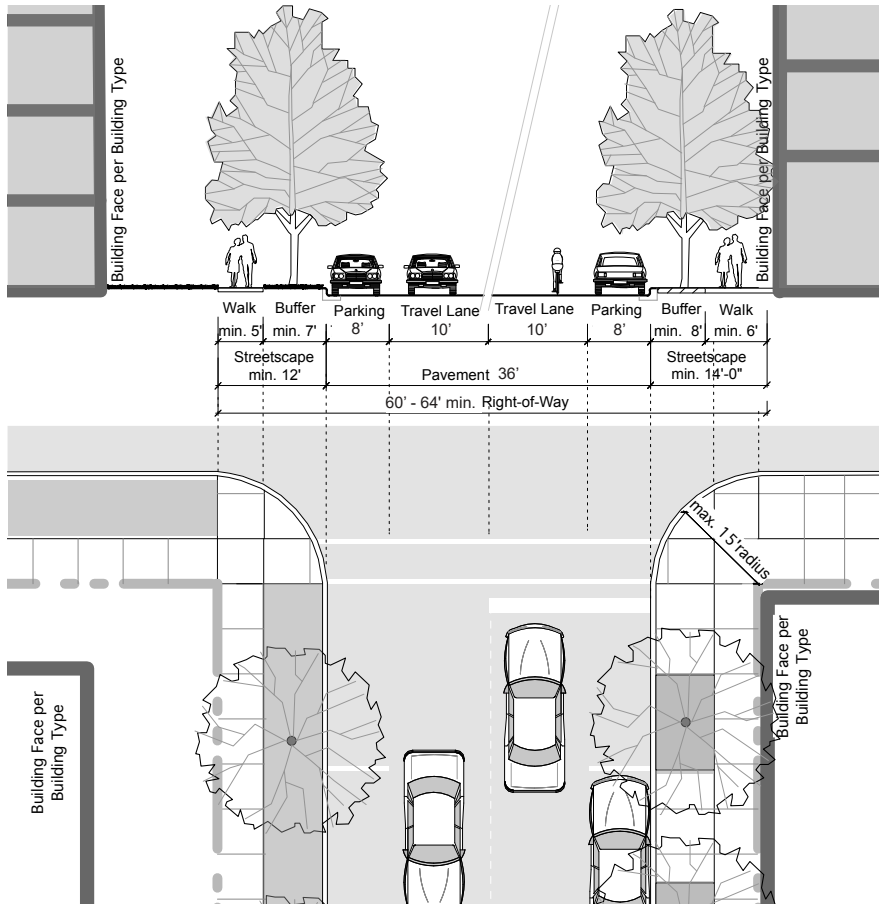 Building Face per Building Type
Building Face per Building Type
Walk
min. 5'
Buffer
min. 7'
Parking
8'
Travel Lane
10'
Travel Lane
10'
Parking
8'
Buffer
min. 8'
Walk
min. 6'
Streetscape
min. 12'
Pavement 36'
Streetscape
min. 14'-0"
60' - 64' min. Right-of-Way
max. 15'radius
Building Face per
Building Type
Building Face per
Building Type